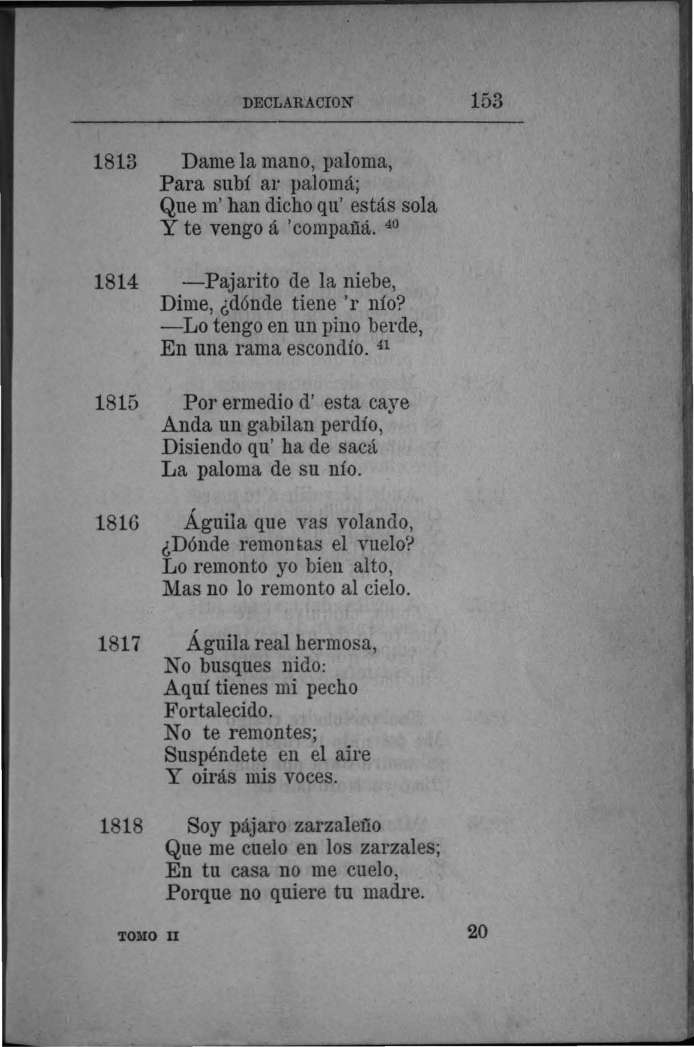 DECLARACION 153
1813 Dame la mano, paloma,
Para subí ar palomá;
Que m' han dicho qu' estás sola
Y te vengo á 'compañá. 40
1814 —Pajarito de la niebe,
Dime, ¿dónde tiene 'r nío?
—Lo tengo en un pino berde,
En una rama escondío. 41
1815 Por ermedio d' esta caye
Anda un gabilan perdío,
Disiendo qu' ha de sacá
La paloma de su nío.
1816 Águila que vas volando,
¿Dónde remontas el vuelo?
Lo remonto yo bien alto,
Mas no lo remonto al cielo.
1817 Águila real hermosa,
No busques nido:
Aquí tienes mi pecho
Fortalecido.
No te remontes;
Suspéndete en el aire
Y oirás mis voces.
1818 Soy pájaro zarzaleño
Que me cuelo en los zarzales;
En tu casa no me cuelo,
Porque no quiere tu madre.
TOMO II 20